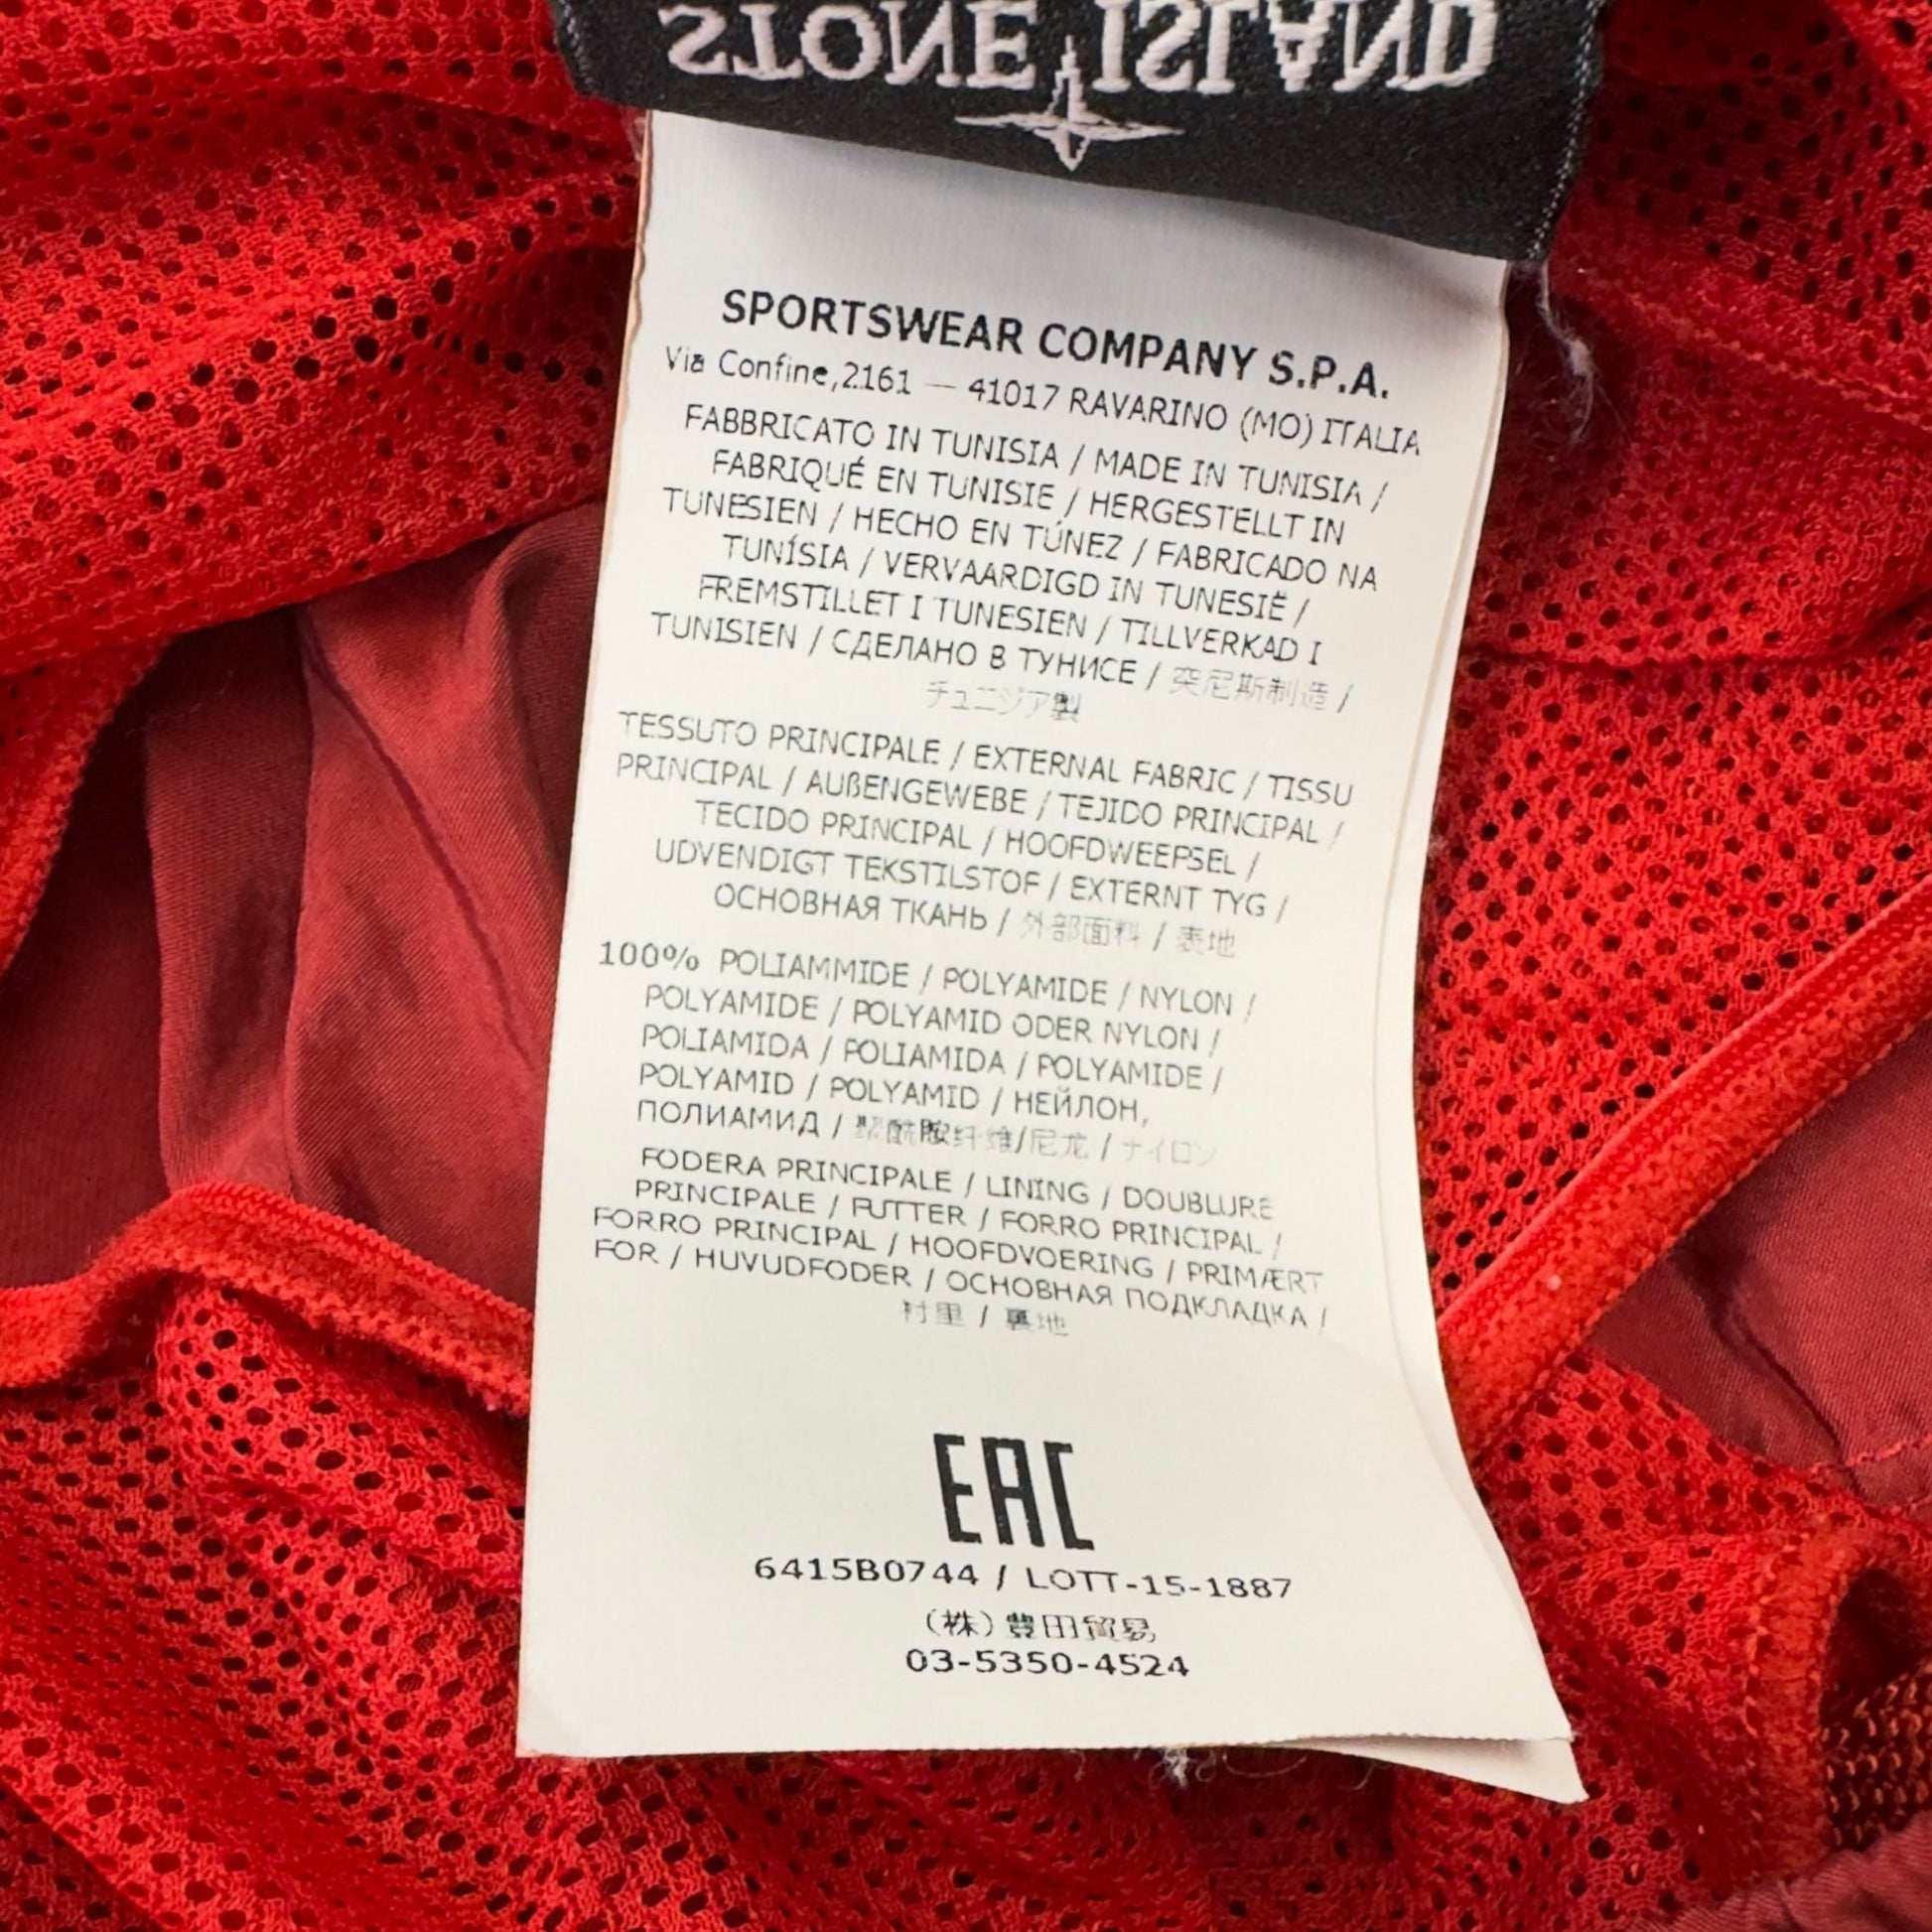 STONE ISLAND
SPORTSWEAR COMPANY S.P.A.
Via Confine,2161 — 41017 RAVARINO (MO) ITALIA
FABBRICATO IN TUNISIA / MADE IN TUNISIA /
FABRIQUÉ EN TUNISIE / HERGESTELLT IN
TUNESIEN / HECHO EN TÚNEZ / FABRICADO NA
TUNÍSIA / VERVAARDIGD IN TUNESIË /
FREMSTILLET I TUNESIEN / TILLVERKAD I
TUNISIEN / СДЕЛАНО В ТУНИСЕ / 突尼斯制造 /
チュニジア製
TESSUTO PRINCIPALE / EXTERNAL FABRIC / TISSU
PRINCIPAL / AUßENGEWEBE / TEJIDO PRINCIPAL /
TECIDO PRINCIPAL / HOOFDWEEFSEL /
UDVENDIGT TEKSTILSTOF / EXTERNT TYG /
ОСНОВНАЯ ТКАНЬ / 外部面料 / 表地
100% POLIAMMIDE / POLYAMIDE / NYLON /
POLYAMIDE / POLYAMID ODER NYLON /
POLIAMIDA / POLIAMIDA / POLYAMIDE /
POLYAMID / POLYAMID / НЕЙЛОН,
ПОЛИАМИД / 聚酰胺纤维/尼龙 / ナイロン
FODERA PRINCIPALE / LINING / DOUBLURE
PRINCIPALE / FUTTER / FORRO PRINCIPAL /
FORRO PRINCIPAL / HOOFDVOERING / PRIMÆRT
FOR / HUVUDFODER / ОСНОВНАЯ ПОДКЛАДКА /
衬里 / 裏地
EAC
6415B0744 / LOTT-15-1887
(株) 豊田貿易
03-5350-4524